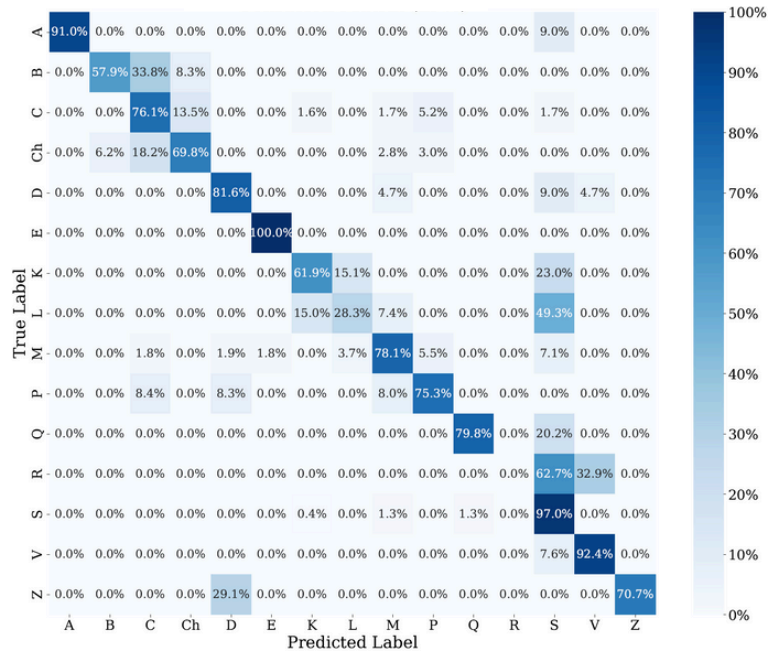 A 91.0% 0.0% 0.0% 0.0% 0.0% 0.0% 0.0% 0.0% 0.0% 0.0% 0.0% 0.0% 9.0% 0.0% 0.0%
B 0.0% 57.9% 33.8% 8.3% 0.0% 0.0% 0.0% 0.0% 0.0% 0.0% 0.0% 0.0% 0.0% 0.0% 0.0%
C 0.0% 0.0% 76.1% 13.5% 0.0% 0.0% 1.6% 0.0% 1.7% 5.2% 0.0% 0.0% 1.7% 0.0% 0.0%
Ch 0.0% 6.2% 18.2% 69.8% 0.0% 0.0% 0.0% 0.0% 2.8% 3.0% 0.0% 0.0% 0.0% 0.0% 0.0%
D 0.0% 0.0% 0.0% 0.0% 81.6% 0.0% 0.0% 0.0% 4.7% 0.0% 0.0% 0.0% 9.0% 4.7% 0.0%
E 0.0% 0.0% 0.0% 0.0% 0.0% 100.0% 0.0% 0.0% 0.0% 0.0% 0.0% 0.0% 0.0% 0.0% 0.0%
K 0.0% 0.0% 0.0% 0.0% 0.0% 0.0% 61.9% 15.1% 0.0% 0.0% 0.0% 0.0% 23.0% 0.0% 0.0%
L 0.0% 0.0% 0.0% 0.0% 0.0% 0.0% 15.0% 28.3% 7.4% 0.0% 0.0% 0.0% 49.3% 0.0% 0.0%
M 0.0% 0.0% 1.8% 0.0% 1.9% 1.8% 0.0% 3.7% 78.1% 5.5% 0.0% 0.0% 7.1% 0.0% 0.0%
P 0.0% 0.0% 8.4% 0.0% 8.3% 0.0% 0.0% 0.0% 8.0% 75.3% 0.0% 0.0% 0.0% 0.0% 0.0%
Q 0.0% 0.0% 0.0% 0.0% 0.0% 0.0% 0.0% 0.0% 0.0% 0.0% 79.8% 0.0% 20.2% 0.0% 0.0%
R 0.0% 0.0% 0.0% 0.0% 0.0% 0.0% 0.0% 0.0% 0.0% 0.0% 0.0% 0.0% 62.7% 32.9% 0.0%
S 0.0% 0.0% 0.0% 0.0% 0.0% 0.0% 0.4% 0.0% 1.3% 0.0% 1.3% 0.0% 97.0% 0.0% 0.0%
V 0.0% 0.0% 0.0% 0.0% 0.0% 0.0% 0.0% 0.0% 0.0% 0.0% 0.0% 0.0% 7.6% 92.4% 0.0%
Z 0.0% 0.0% 0.0% 0.0% 29.1% 0.0% 0.0% 0.0% 0.0% 0.0% 0.0% 0.0% 0.0% 0.0% 70.7%
A B C Ch D E K L M P Q R S V Z
Predicted Label
True Label
100%
90%
80%
70%
60%
50%
40%
30%
20%
10%
0%